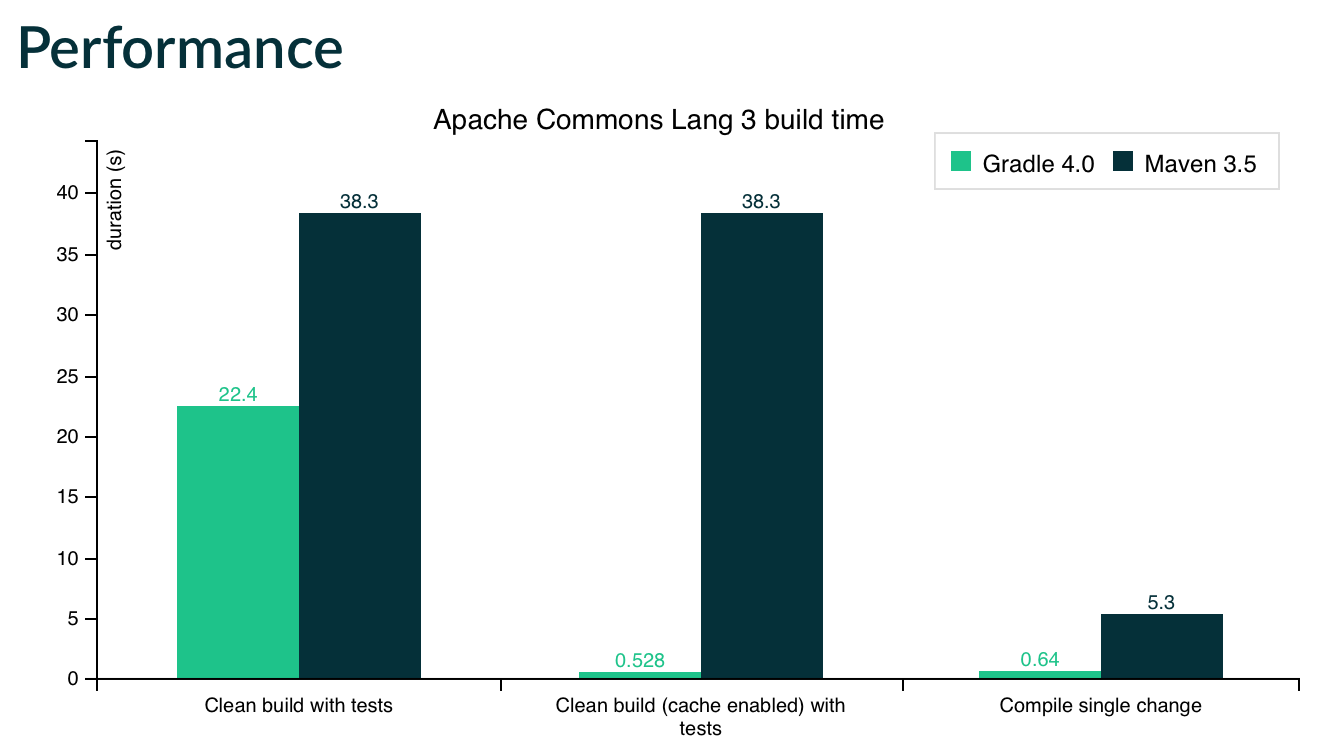 Performance
Apache Commons Lang 3 build time
Gradle 4.0 Maven 3.5
duration (s)
40
35
30
25
20
15
10
5
0
22.4
38.3
0.528
38.3
0.64
5.3
Clean build with tests
Clean build (cache enabled) with
tests
Compile single change